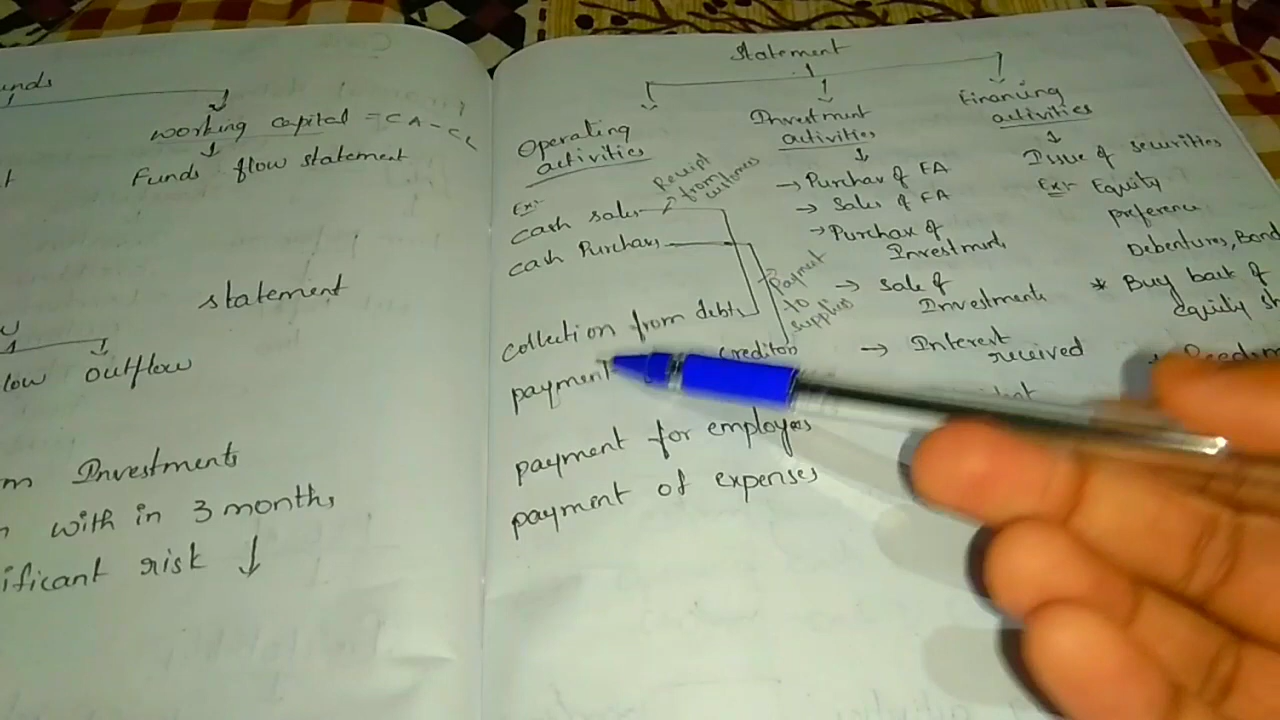 unds
working capital = CA - CL
Funds flow statement
statement
low outflow
m Investments
with in 3 months
ificant risk ↓
statement
Operating
activities
Ex:-
cash sales
Receipt
from
customers
cash Purchases
Payment
to
supplies
collection from debts
payment creditors
payment for employees
payment of expenses
Investment
activities
→ Purchase of FA
→ Sales of FA
→ Purchase of
Investments
→ Sale of
Investments
→ Interest
received
Financing
activities
Issue of securities
Ex:- Equity
preference
Debentures, Bond
* Buy back of
equity sh